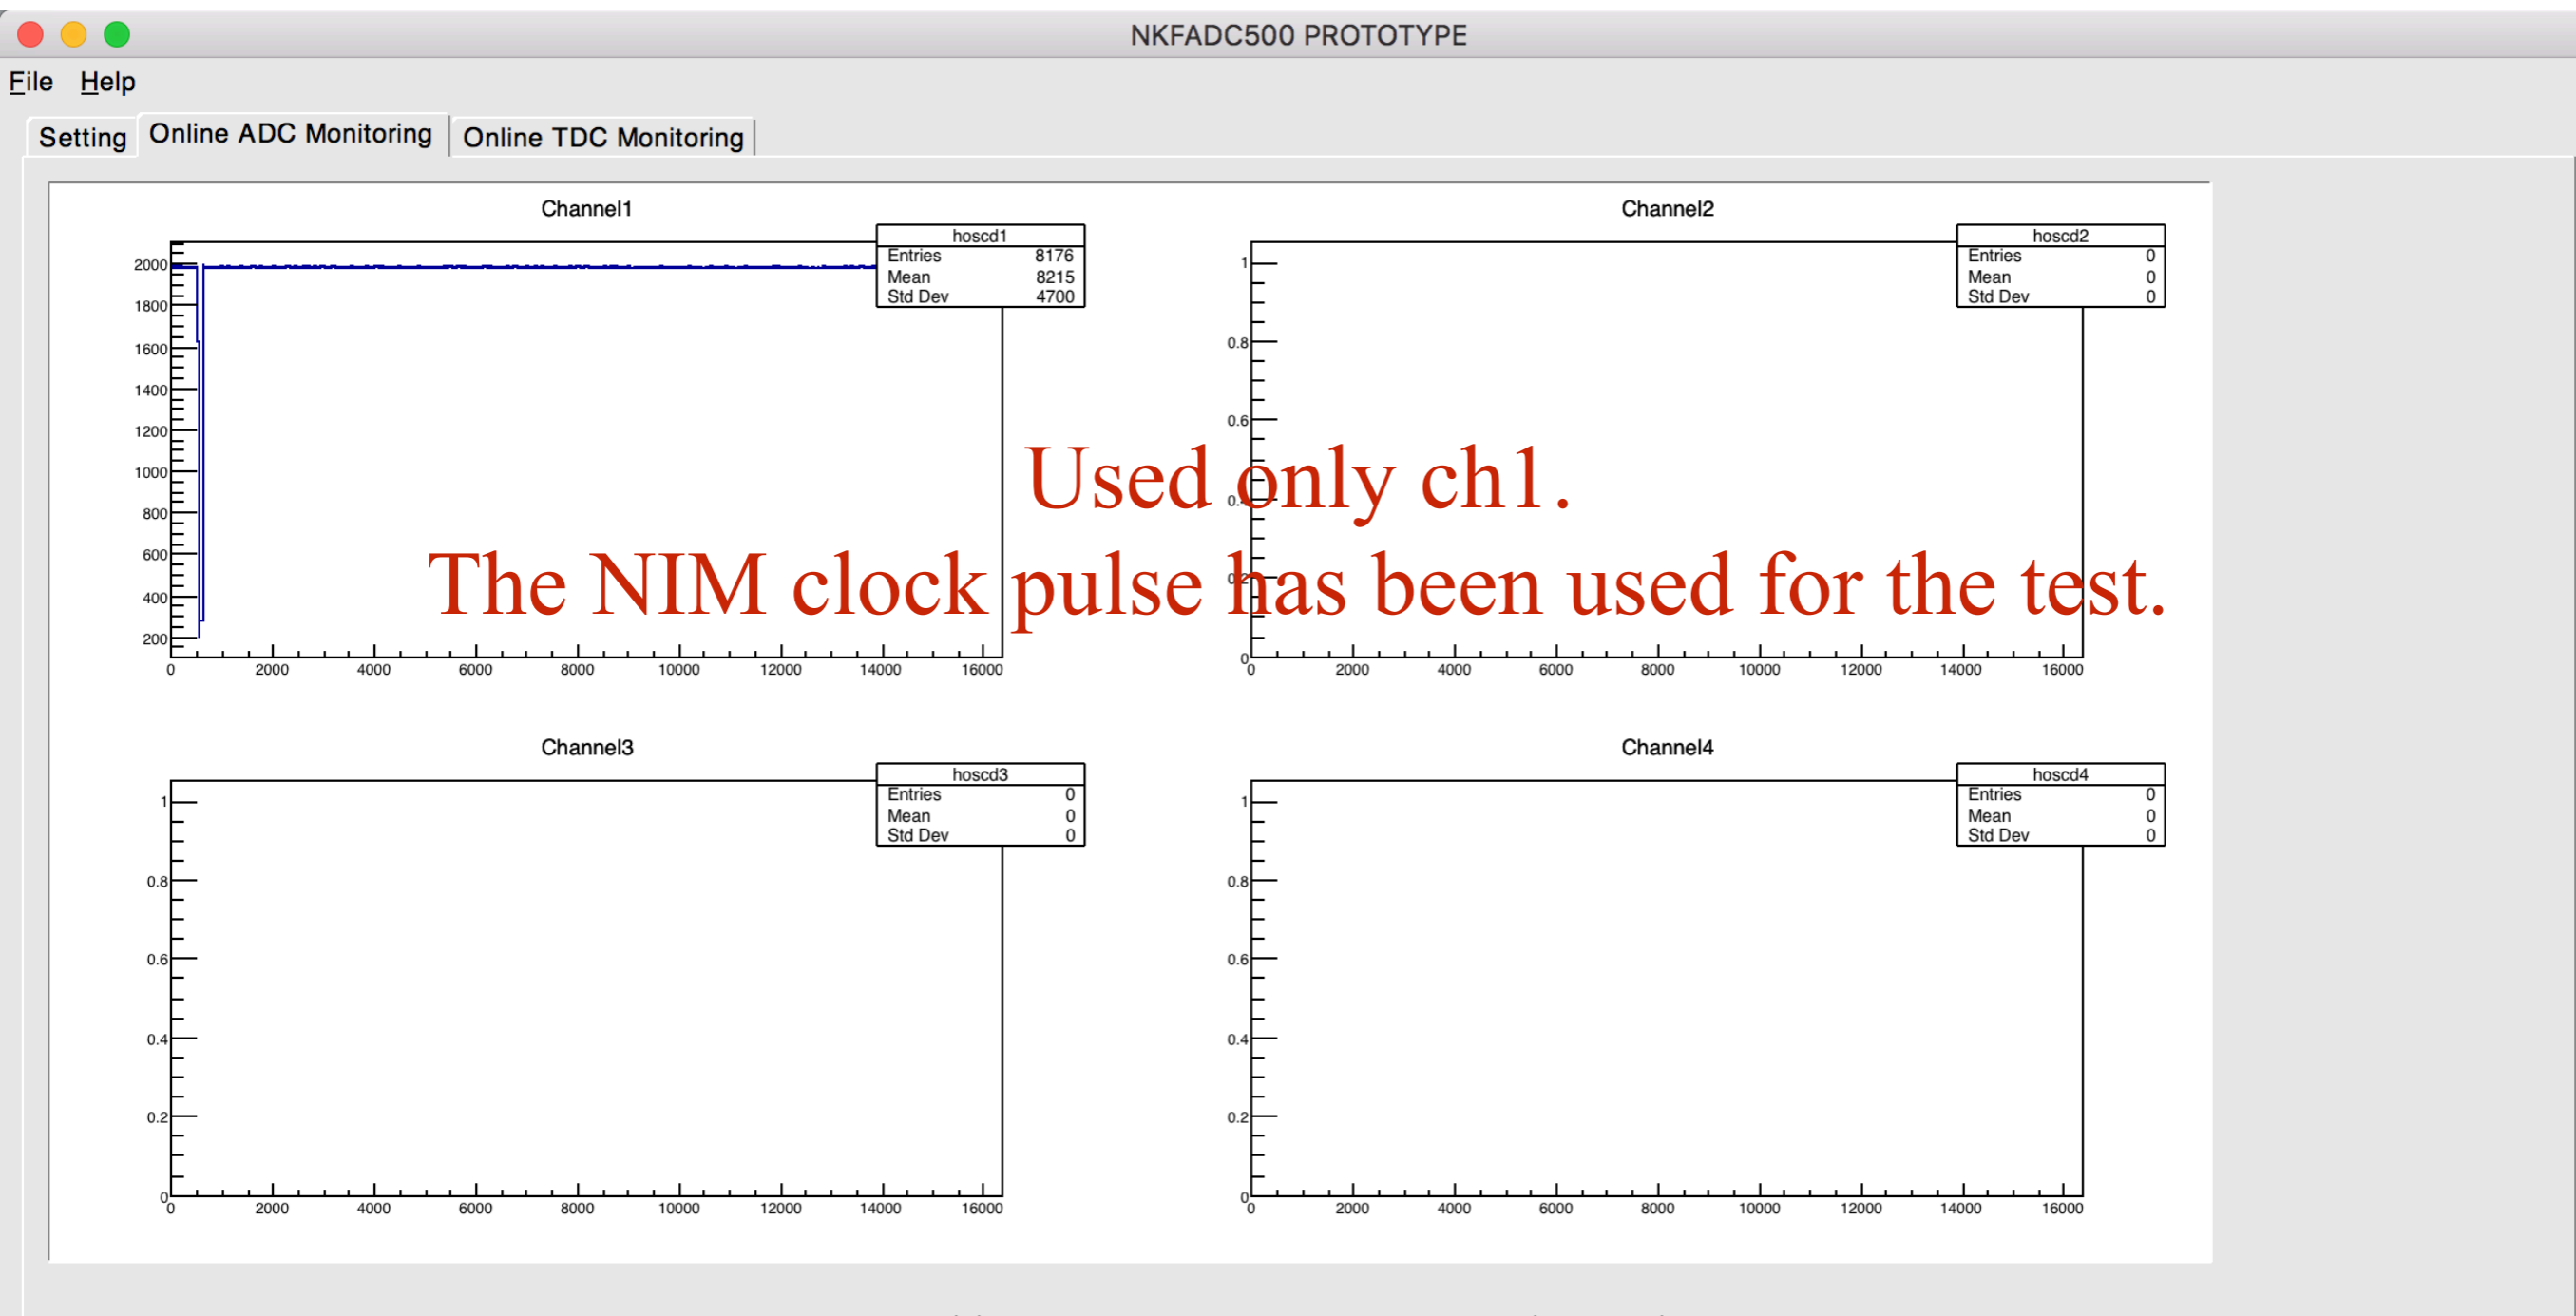 NKFADC500 PROTOTYPE
File Help
Setting Online ADC Monitoring Online TDC Monitoring
Channel1
hoscd1
Entries 8176
Mean 8215
Std Dev 4700
2000
1800
1600
1400
1200
1000
800
600
400
200
0 2000 4000 6000 8000 10000 12000 14000 16000
Channel2
hoscd2
Entries 0
Mean 0
Std Dev 0
1
0.8
0.6
0
0 2000 4000 6000 8000 10000 12000 14000 16000
Used only ch1.
The NIM clock pulse has been used for the test.
Channel3
hoscd3
Entries 0
Mean 0
Std Dev 0
1
0.8
0.6
0.4
0.2
0
0 2000 4000 6000 8000 10000 12000 14000 16000
Channel4
hoscd4
Entries 0
Mean 0
Std Dev 0
1
0.8
0.6
0.4
0.2
0
0 2000 4000 6000 8000 10000 12000 14000 16000